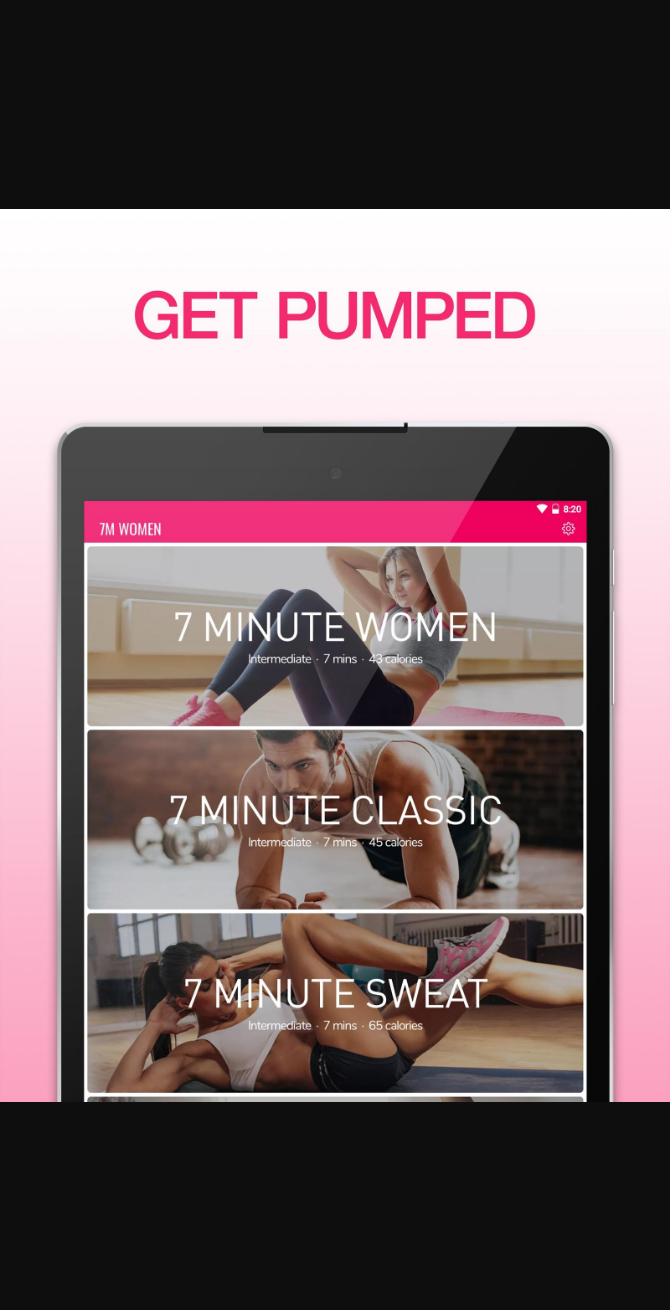 GET PUMPED
8:20
7M WOMEN
7 MINUTE WOMEN
Intermediate · 7 mins · 43 calories
7 MINUTE CLASSIC
Intermediate · 7 mins · 45 calories
7 MINUTE SWEAT
Intermediate · 7 mins · 65 calories